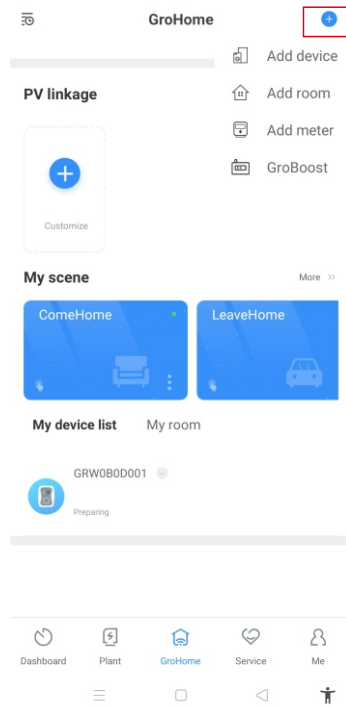 GroHome
Add device
Add room
Add meter
GroBoost
PV linkage
Customize
My scene
More
ComeHome
LeaveHome
My device list
My room
GRW0B0D001
Preparing
Dashboard
Plant
GroHome
Service
Me